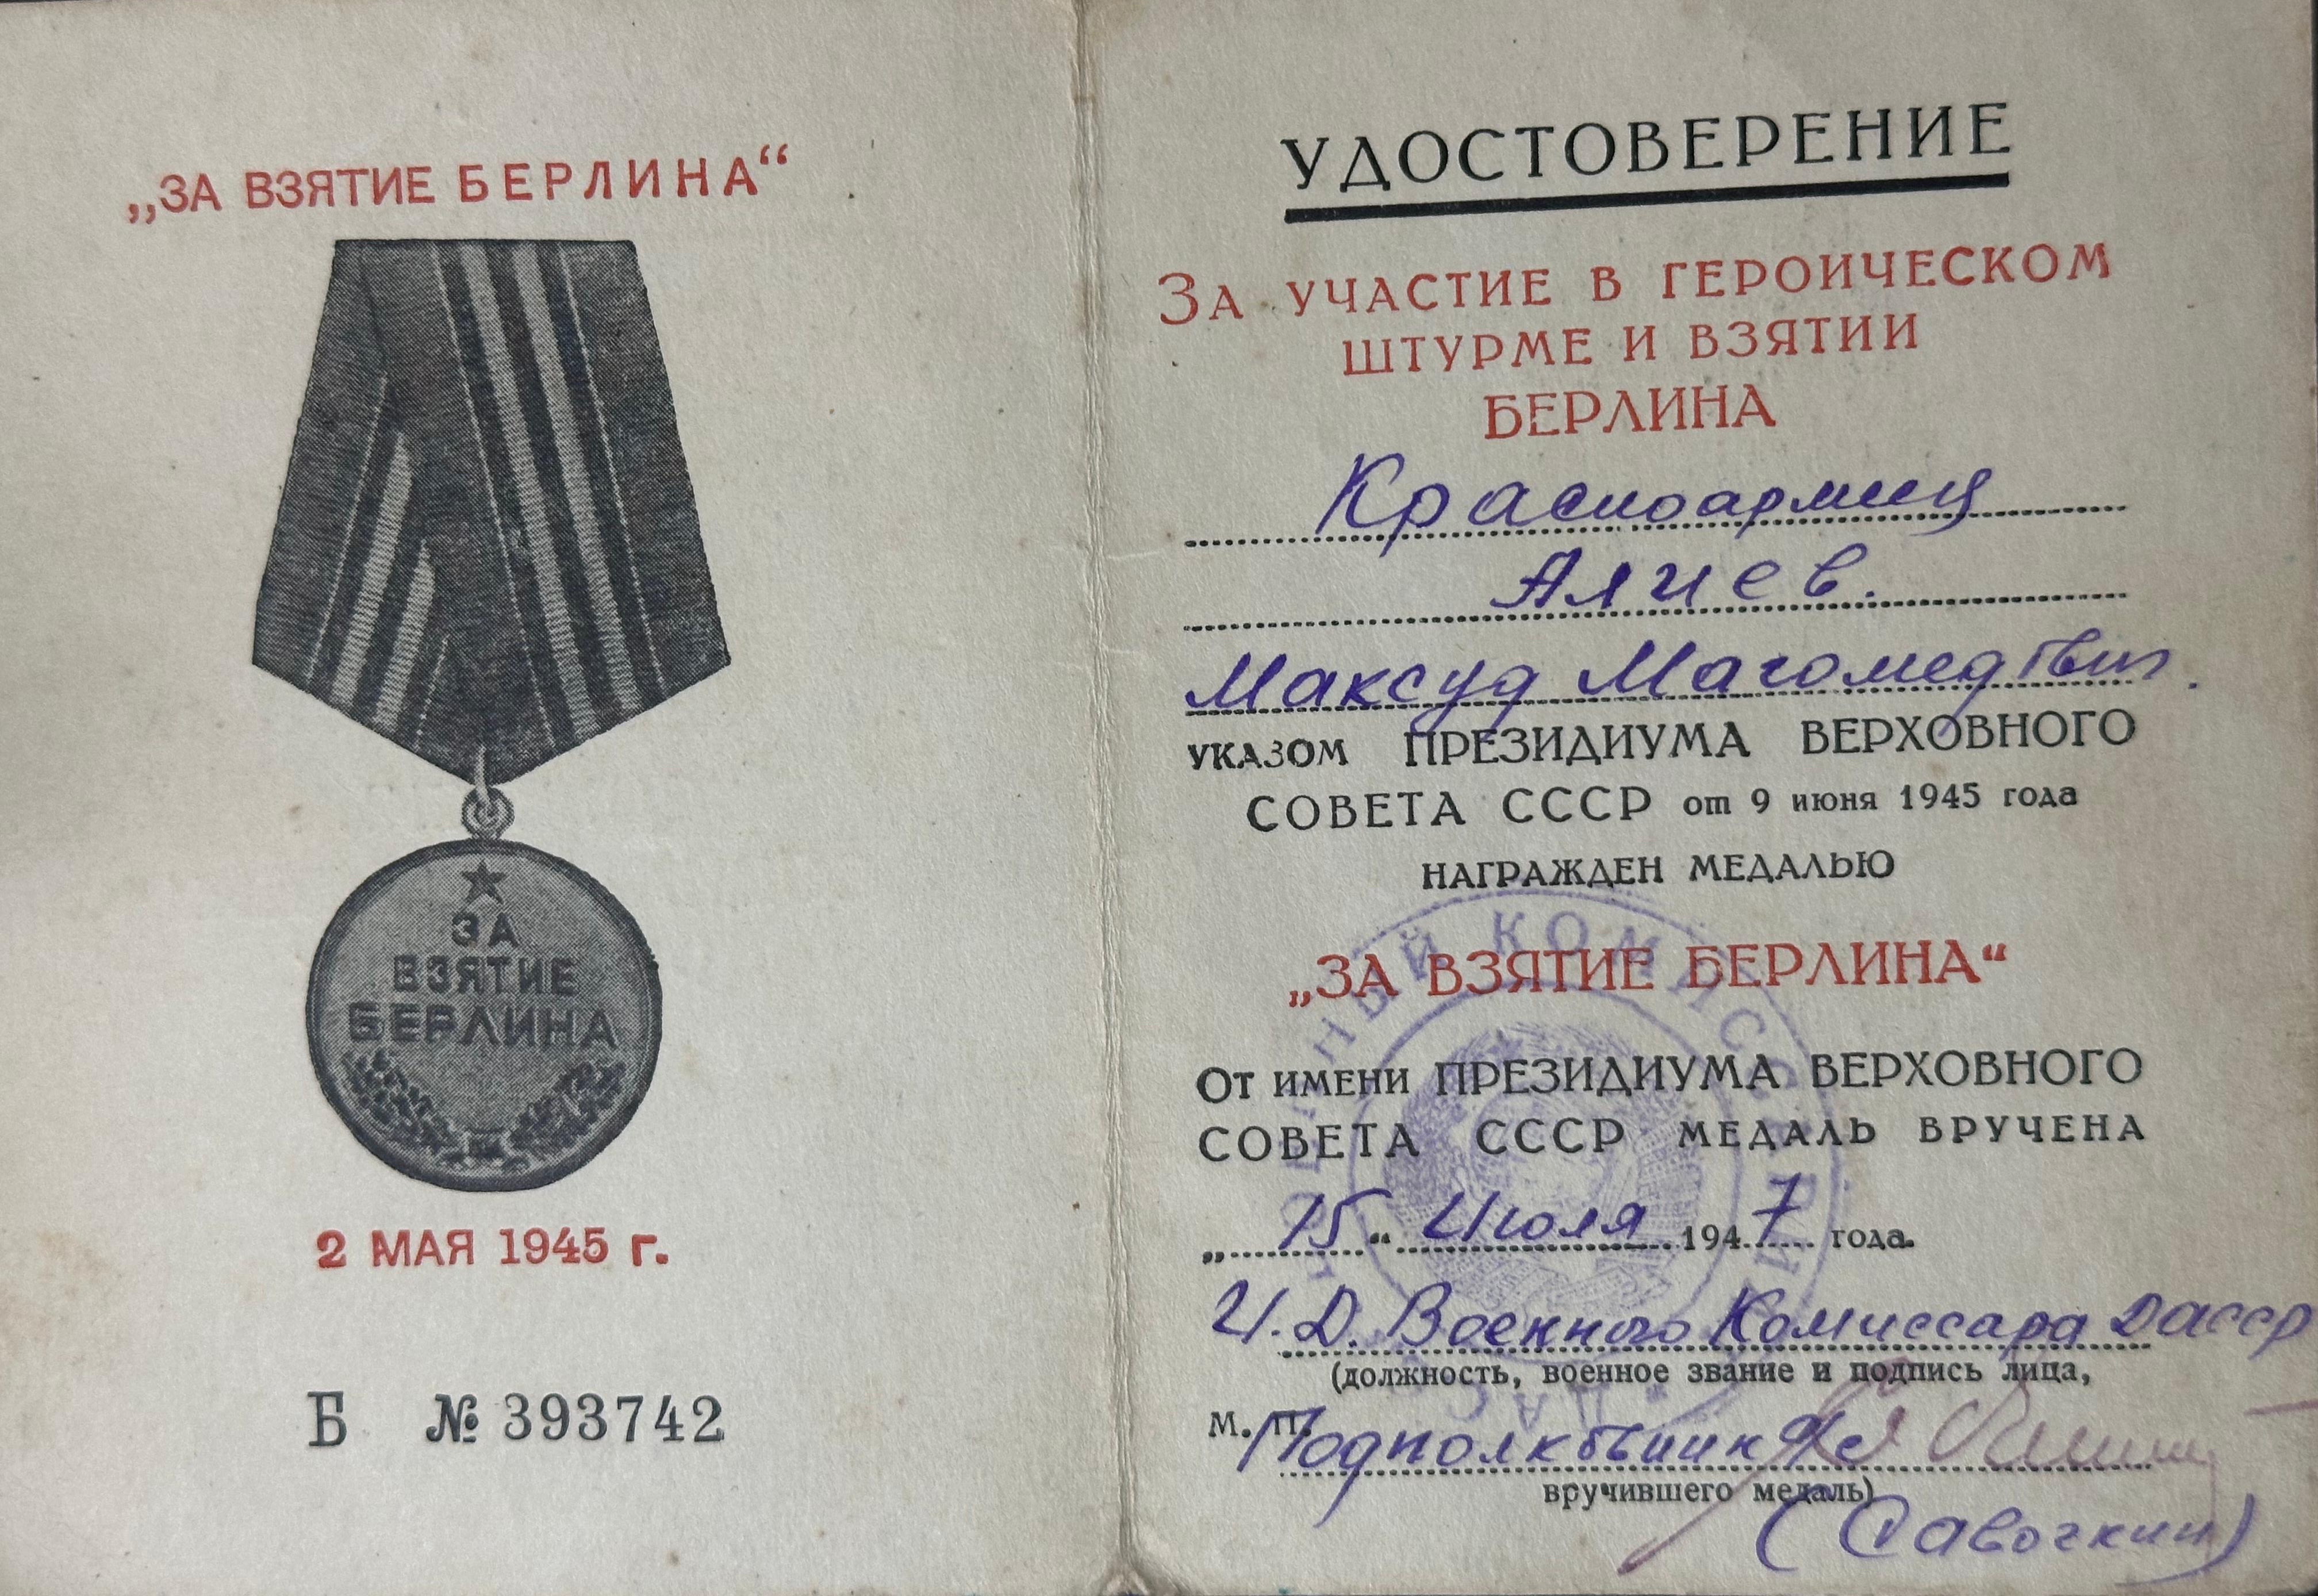 „ЗА ВЗЯТИЕ БЕРЛИНА“
ЗА
ВЗЯТИЕ
БЕРЛИНА
2 МАЯ 1945 г.
Б № 393742
УДОСТОВЕРЕНИЕ
ЗА УЧАСТИЕ В ГЕРОИЧЕСКОМ
ШТУРМЕ И ВЗЯТИИ
БЕРЛИНА
Красноармеец
Алиев.
Максуд Магомедович.
УКАЗОМ ПРЕЗИДИУМА ВЕРХОВНОГО
СОВЕТА СССР от 9 июня 1945 года
НАГРАЖДЕН МЕДАЛЬЮ
„ЗА ВЗЯТИЕ БЕРЛИНА“
ОТ ИМЕНИ ПРЕЗИДИУМА ВЕРХОВНОГО
СОВЕТА СССР МЕДАЛЬ ВРУЧЕНА
„15“ Июля 1947 года.
И.Д. Военного Комиссара ДАССР
(должность, военное звание и подпись лица,
М. П. Подполковник
вручившего медаль)
(Савочкин)